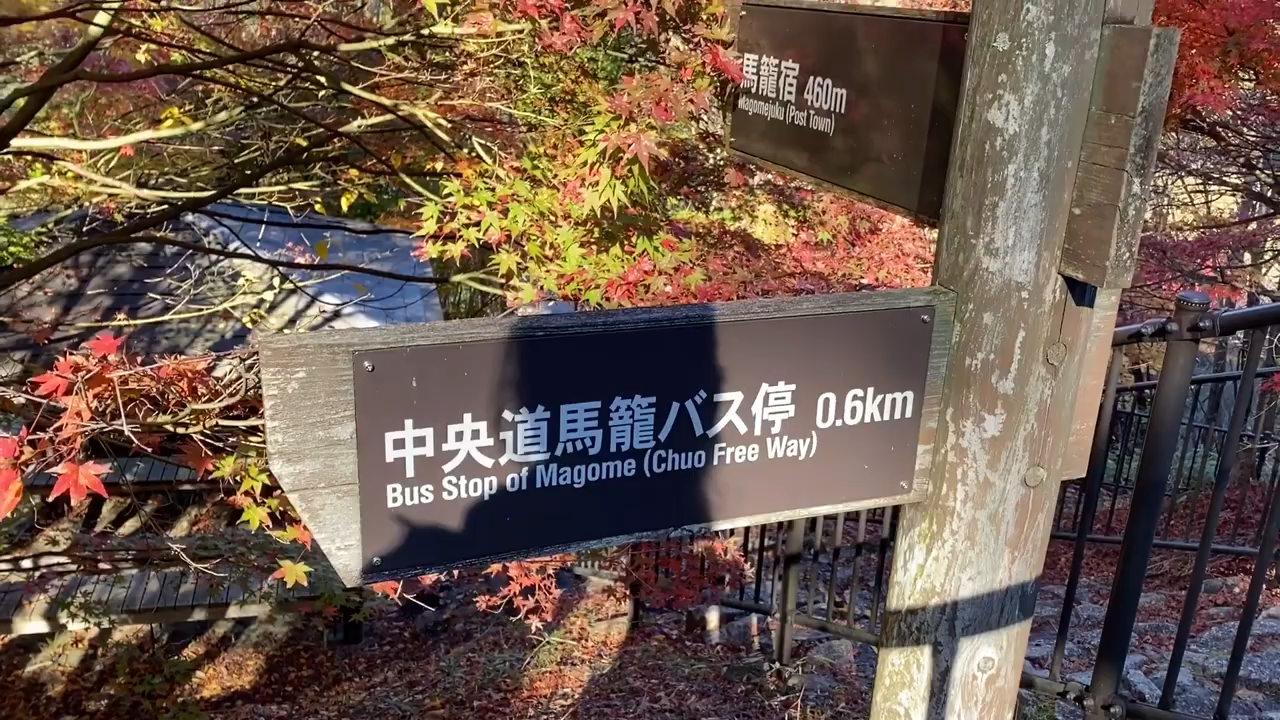 馬籠宿 460m
Magomejuku (Post Town)
中央道馬籠バス停 0.6km
Bus Stop of Magome (Chuo Free Way)